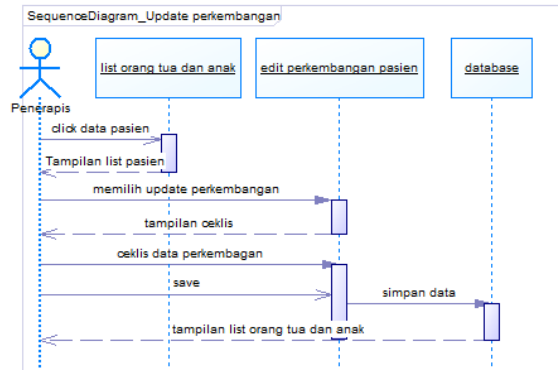 SequenceDiagram_Update perkembangan
list orang tua dan anak
edit perkembangan pasien
database
Penerapis
click data pasien
Tampilan list pasien
memilih update perkembangan
tampilan ceklis
ceklis data perkembagan
save
simpan data
tampilan list orang tua dan anak